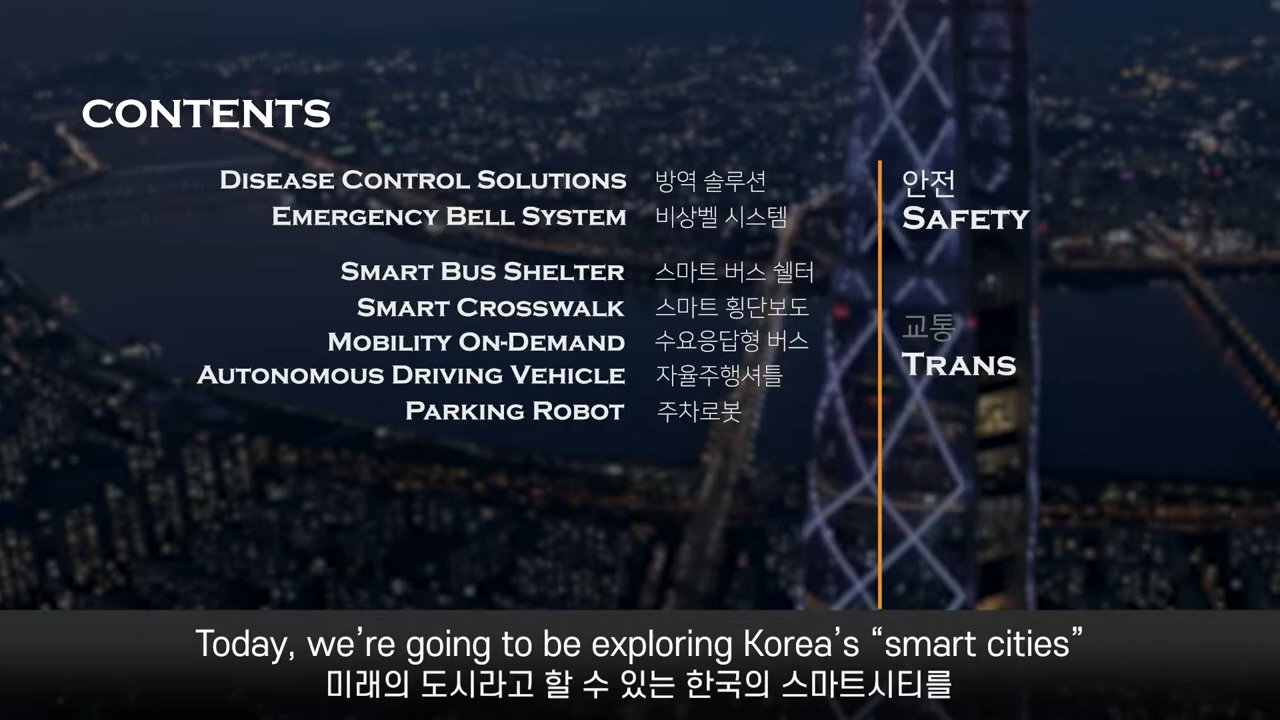 CONTENTS
DISEASE CONTROL SOLUTIONS 방역 솔루션
EMERGENCY BELL SYSTEM 비상벨 시스템
안전
SAFETY
SMART BUS SHELTER 스마트 버스 쉘터
SMART CROSSWALK 스마트 횡단보도
MOBILITY ON-DEMAND 수요응답형 버스
AUTONOMOUS DRIVING VEHICLE 자율주행셔틀
PARKING ROBOT 주차로봇
교통
TRANS
Today, we’re going to be exploring Korea’s “smart cities”
미래의 도시라고 할 수 있는 한국의 스마트시티를